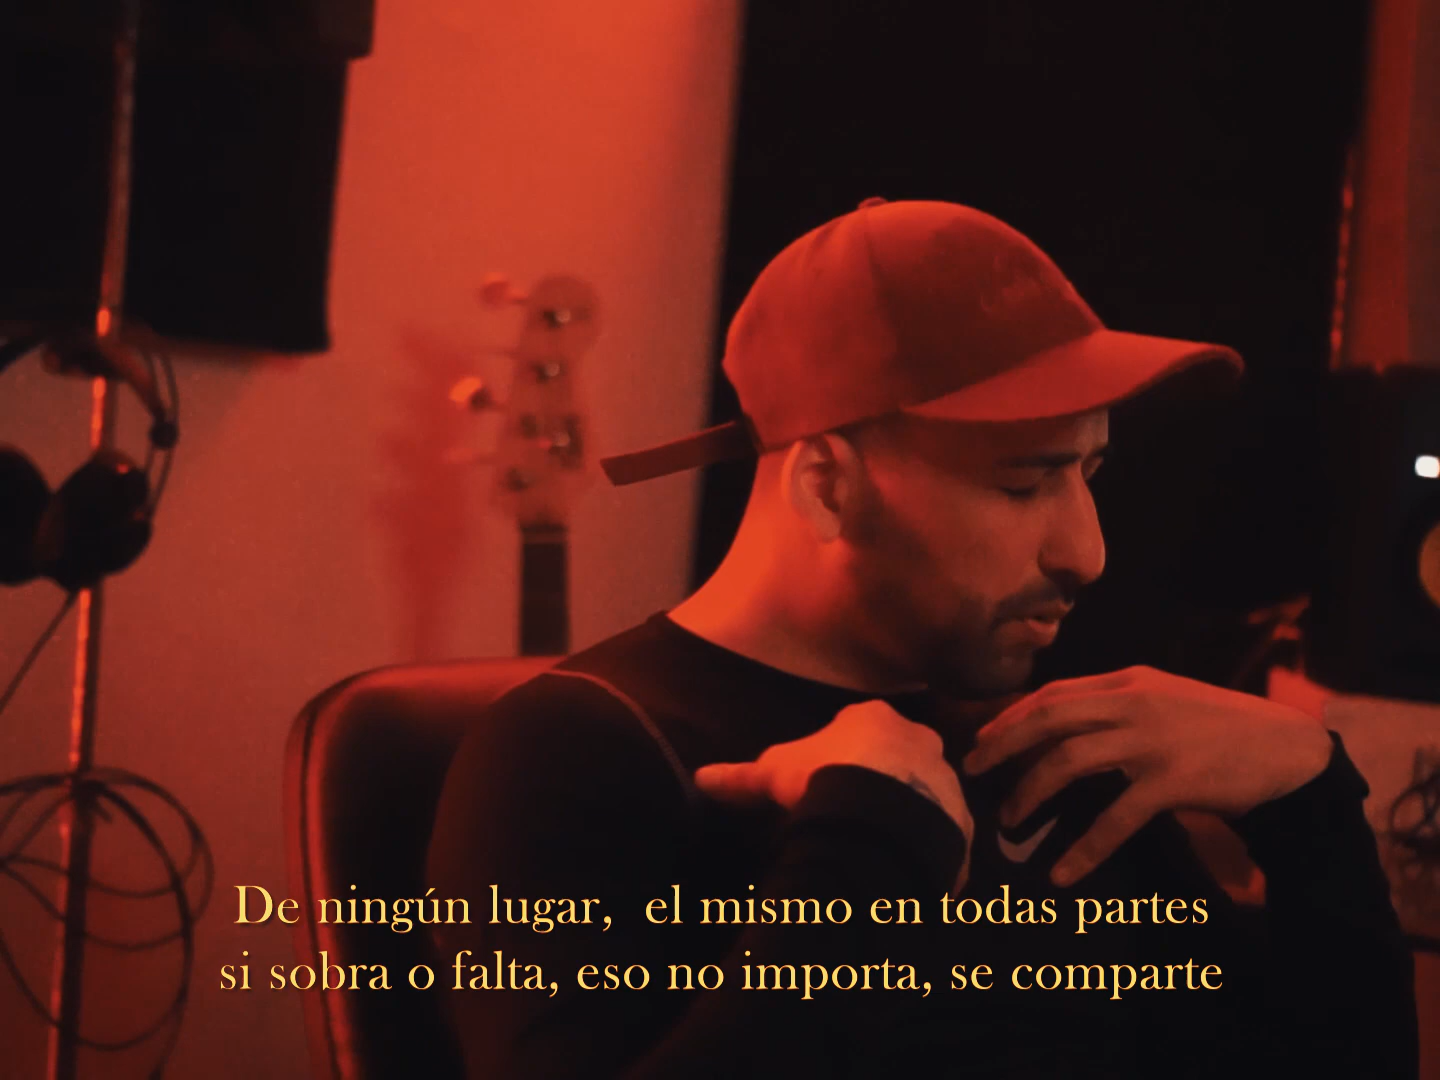 De ningún lugar,  el mismo en todas partes
si sobra o falta, eso no importa, se comparte